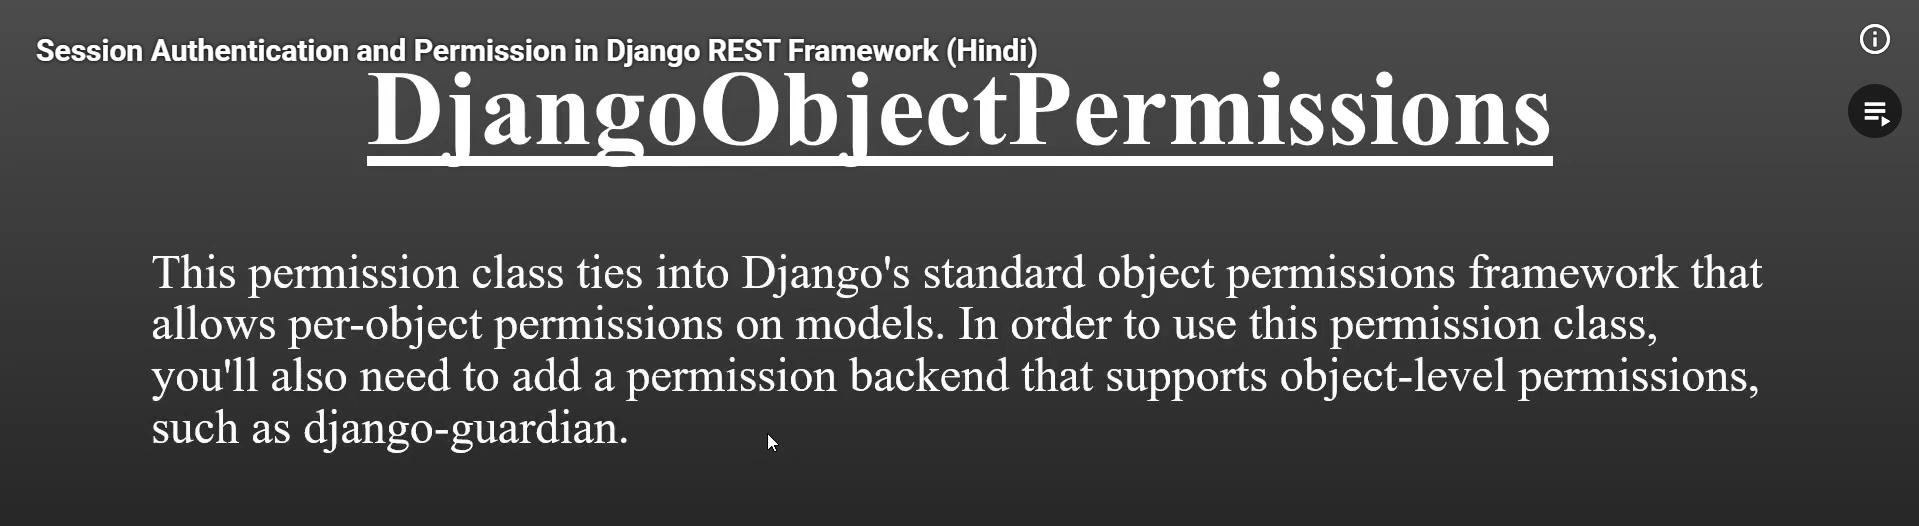 Session Authentication and Permission in Django REST Framework (Hindi)
DjangoObjectPermissions
This permission class ties into Django's standard object permissions framework that
allows per-object permissions on models. In order to use this permission class,
you'll also need to add a permission backend that supports object-level permissions,
such as django-guardian.